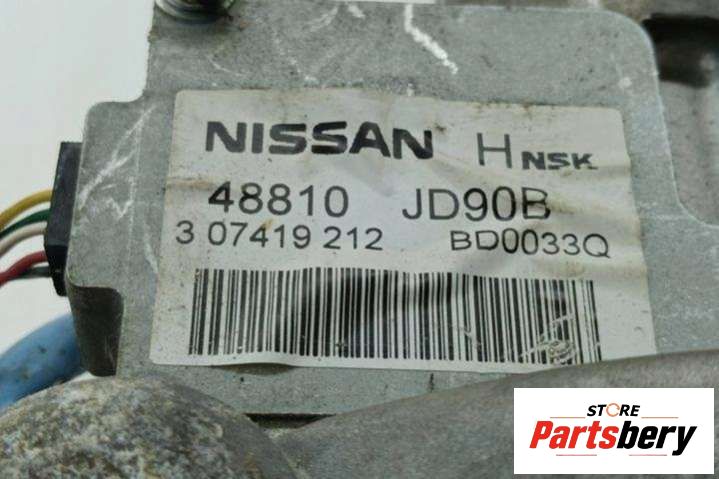 NISSAN H NSK
48810 JD90B
3 07419 212 BD0033Q
STORE
Partsbery